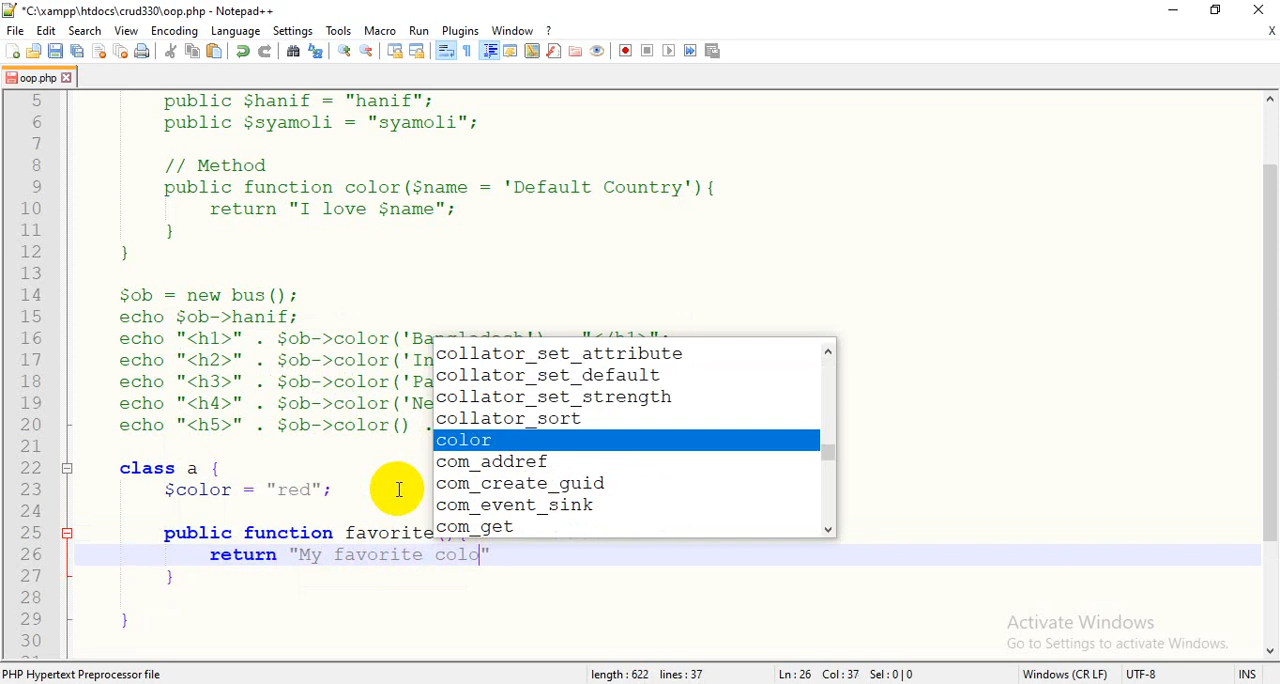 *C:\xampp\htdocs\crud330\oop.php - Notepad++
File Edit Search View Encoding Language Settings Tools Macro Run Plugins Window ? X
oop.php
5 public $hanif = "hanif";
6 public $syamoli = "syamoli";
7
8 // Method
9 public function color($name = 'Default Country'){
10 return "I love $name";
11 }
12 }
13
14 $ob = new bus();
15 echo $ob->hanif;
16 echo "<h1>" . $ob->color('Bangladesh') . "</h1>";
17 echo "<h2>" . $ob->color('In
18 echo "<h3>" . $ob->color('Pa
19 echo "<h4>" . $ob->color('Ne
20 echo "<h5>" . $ob->color() .
21
22 class a {
23 $color = "red";
24
25 public function favorite(){
26 return "My favorite colo"
27 }
28
29 }
30
collator_set_attribute
collator_set_default
collator_set_strength
collator_sort
color
com_addref
com_create_guid
com_event_sink
com_get
Activate Windows
Go to Settings to activate Windows.
PHP Hypertext Preprocessor file length : 622 lines : 37 Ln : 26 Col : 37 Sel : 0 | 0 Windows (CR LF) UTF-8 INS